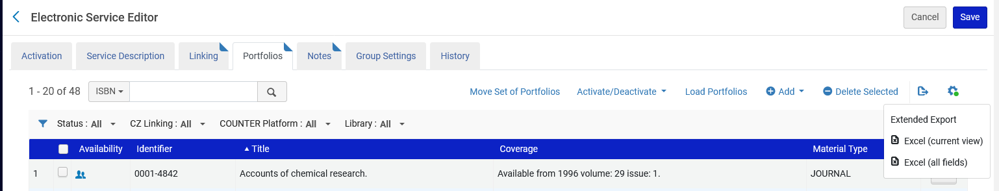 Electronic Service Editor
Cancel
Save
Activation
Service Description
Linking
Portfolios
Notes
Group Settings
History
1 - 20 of 48
ISBN
Move Set of Portfolios
Activate/Deactivate
Load Portfolios
Add
Delete Selected
Extended Export
Excel (current view)
Excel (all fields)
Status : All
CZ Linking : All
COUNTER Platform : All
Library : All
Availability
Identifier
Title
Coverage
Material Type
1
0001-4842
Accounts of chemical research.
Available from 1996 volume: 29 issue: 1.
JOURNAL